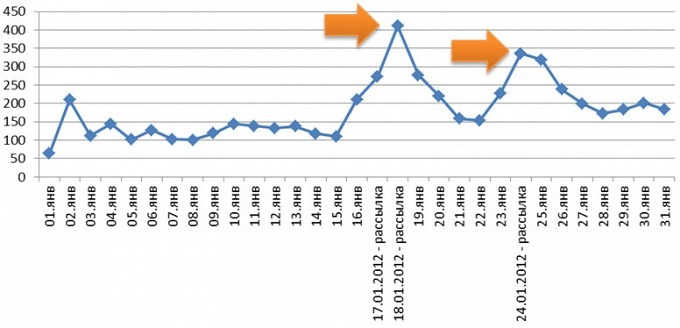 450
400
350
300
250
200
150
100
50
0
01.янв
02.янв
03.янв
04.янв
05.янв
06.янв
07.янв
08.янв
09.янв
10.янв
11.янв
12.янв
13.янв
14.янв
15.янв
16.янв
17.01.2012 - рассылка
18.01.2012 - рассылка
19.янв
20.янв
21.янв
22.янв
23.янв
24.01.2012 - рассылка
25.янв
26.янв
27.янв
28.янв
29.янв
30.янв
31.янв